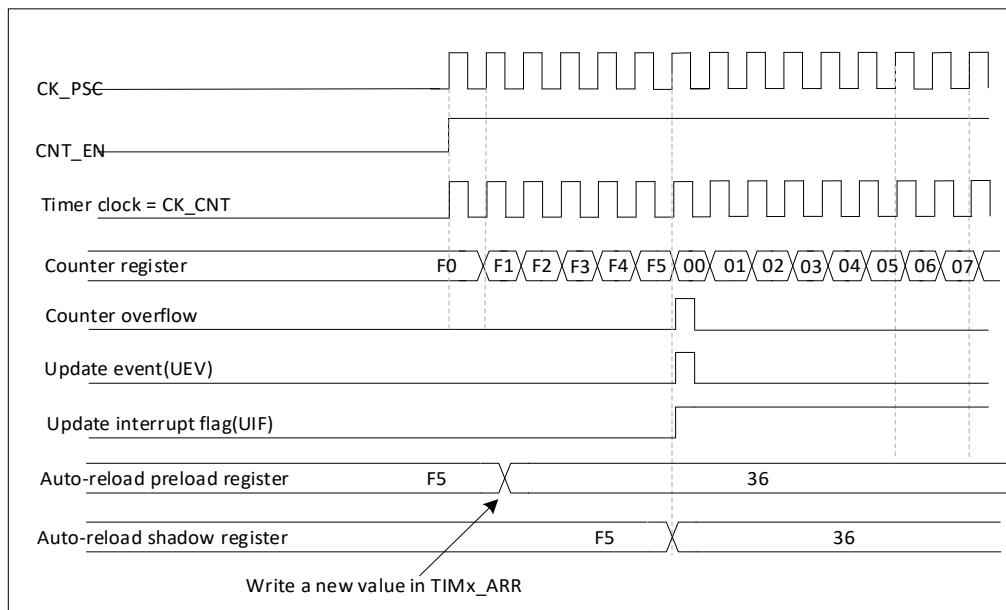 CK_PSC
CNT_EN
Timer clock = CK_CNT
Counter register F0 F1 F2 F3 F4 F5 00 01 02 03 04 05 06 07
Counter overflow
Update event(UEV)
Update interrupt flag(UIF)
Auto-reload preload register F5 36
Auto-reload shadow register F5 36
Write a new value in TIMx_ARR